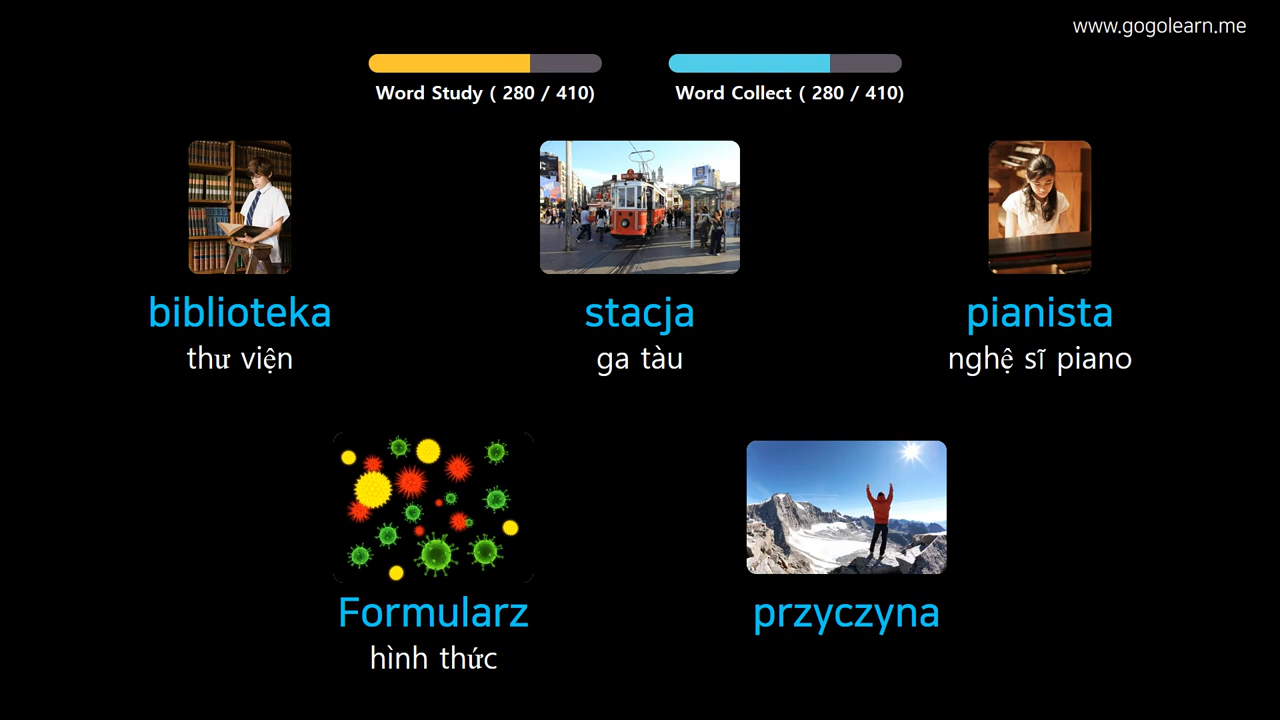 www.gogolearn.me
Word Study ( 280 / 410)
Word Collect ( 280 / 410)
biblioteka
thư viện
stacja
ga tàu
pianista
nghệ sĩ piano
Formularz
hình thức
przyczyna